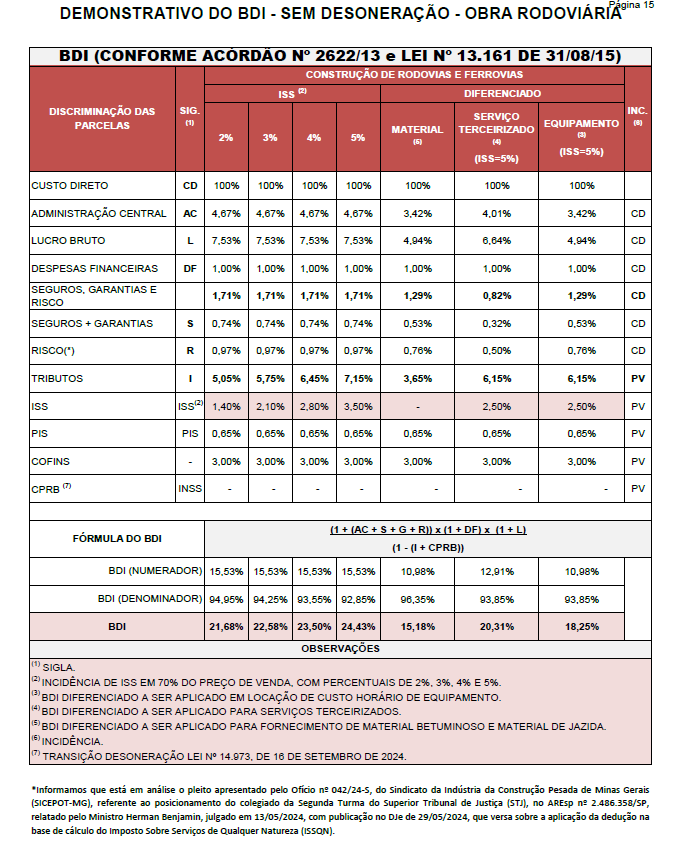 Página 15
DEMONSTRATIVO DO BDI - SEM DESONERAÇÃO - OBRA RODOVIÁRIA
BDI (CONFORME ACÓRDÃO Nº 2622/13 e LEI Nº 13.161 DE 31/08/15)
DISCRIMINAÇÃO DAS PARCELAS SIG. (1) CONSTRUÇÃO DE RODOVIAS E FERROVIAS INC. (6)
ISS (2) DIFERENCIADO
2% 3% 4% 5% MATERIAL (5) SERVIÇO TERCEIRIZADO (4) (ISS=5%) EQUIPAMENTO (3) (ISS=5%)
CUSTO DIRETO CD 100% 100% 100% 100% 100% 100% 100%
ADMINISTRAÇÃO CENTRAL AC 4,67% 4,67% 4,67% 4,67% 3,42% 4,01% 3,42% CD
LUCRO BRUTO L 7,53% 7,53% 7,53% 7,53% 4,94% 6,64% 4,94% CD
DESPESAS FINANCEIRAS DF 1,00% 1,00% 1,00% 1,00% 1,00% 1,00% 1,00% CD
SEGUROS, GARANTIAS E RISCO 1,71% 1,71% 1,71% 1,71% 1,29% 0,82% 1,29% CD
SEGUROS + GARANTIAS S 0,74% 0,74% 0,74% 0,74% 0,53% 0,32% 0,53% CD
RISCO(*) R 0,97% 0,97% 0,97% 0,97% 0,76% 0,50% 0,76% CD
TRIBUTOS I 5,05% 5,75% 6,45% 7,15% 3,65% 6,15% 6,15% PV
ISS ISS(2) 1,40% 2,10% 2,80% 3,50% - 2,50% 2,50% PV
PIS PIS 0,65% 0,65% 0,65% 0,65% 0,65% 0,65% 0,65% PV
COFINS - 3,00% 3,00% 3,00% 3,00% 3,00% 3,00% 3,00% PV
CPRB (7) INSS - - - - - - - PV
FÓRMULA DO BDI (1 + (AC + S + G + R)) x (1 + DF) x (1 + L)
(1 - (I + CPRB))
BDI (NUMERADOR) 15,53% 15,53% 15,53% 15,53% 10,98% 12,91% 10,98%
BDI (DENOMINADOR) 94,95% 94,25% 93,55% 92,85% 96,35% 93,85% 93,85%
BDI 21,68% 22,58% 23,50% 24,43% 15,18% 20,31% 18,25%
OBSERVAÇÕES
(1) SIGLA.
(2) INCIDÊNCIA DE ISS EM 70% DO PREÇO DE VENDA, COM PERCENTUAIS DE 2%, 3%, 4% E 5%.
(3) BDI DIFERENCIADO A SER APLICADO EM LOCAÇÃO DE CUSTO HORÁRIO DE EQUIPAMENTO.
(4) BDI DIFERENCIADO A SER APLICADO PARA SERVIÇOS TERCEIRIZADOS.
(5) BDI DIFERENCIADO A SER APLICADO PARA FORNECIMENTO DE MATERIAL BETUMINOSO E MATERIAL DE JAZIDA.
(6) INCIDÊNCIA.
(7) TRANSIÇÃO DESONERAÇÃO LEI Nº 14.973, DE 16 DE SETEMBRO DE 2024.
*Informamos que está em análise o pleito apresentado pelo Ofício nº 042/24-S, do Sindicato da Indústria da Construção Pesada de Minas Gerais
(SICEPOT-MG), referente ao posicionamento do colegiado da Segunda Turma do Superior Tribunal de Justiça (STJ), no AREsp nº 2.486.358/SP,
relatado pelo Ministro Herman Benjamin, julgado em 13/05/2024, com publicação no DJe de 29/05/2024, que versa sobre a aplicação da dedução na
base de cálculo do Imposto Sobre Serviços de Qualquer Natureza (ISSQN).